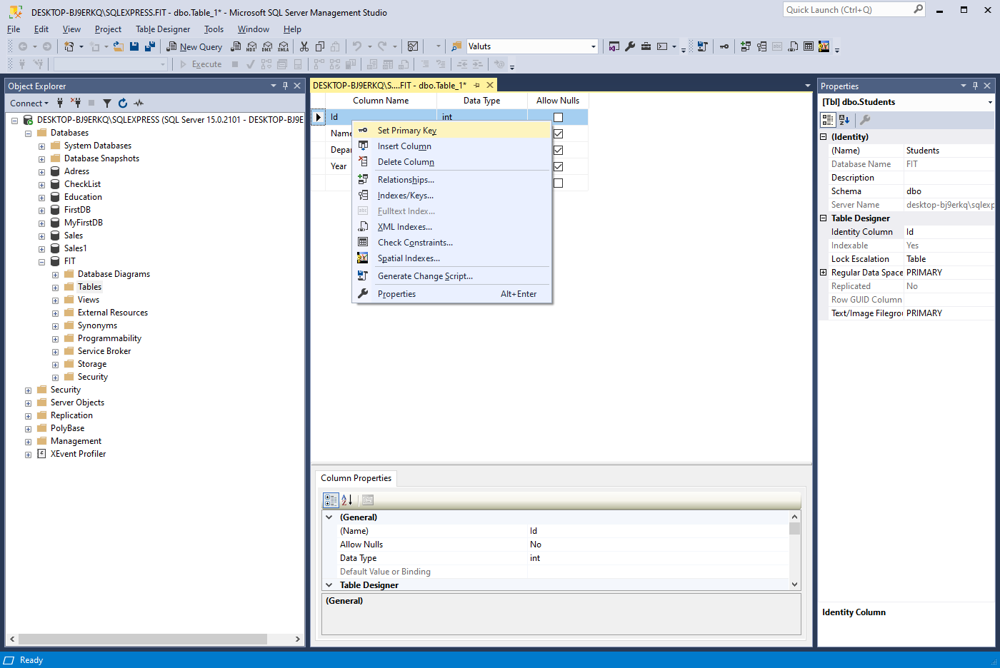 DESKTOP-BJ9ERKQ\SQLEXPRESS.FIT - dbo.Table_1* - Microsoft SQL Server Management Studio
Quick Launch (Ctrl+Q)
File Edit View Project Table Designer Tools Window Help
New Query MDX DMX XMLA Valuts
Execute
Object Explorer
Connect
DESKTOP-BJ9ERKQ\SQLEXPRESS (SQL Server 15.0.2101 - DESKTOP-BJ9E
Databases
System Databases
Database Snapshots
Adress
CheckList
Education
FirstDB
MyFirstDB
Sales
Sales1
FIT
Database Diagrams
Tables
Views
External Resources
Synonyms
Programmability
Service Broker
Storage
Security
Security
Server Objects
Replication
PolyBase
Management
XEvent Profiler
DESKTOP-BJ9ERKQ\S....FIT - dbo.Table_1*
Column Name Data Type Allow Nulls
Id int
Name
Depar
Year
Set Primary Key
Insert Column
Delete Column
Relationships...
Indexes/Keys...
Fulltext Index...
XML Indexes...
Check Constraints...
Spatial Indexes...
Generate Change Script...
Properties Alt+Enter
Column Properties
(General)
(Name) Id
Allow Nulls No
Data Type int
Default Value or Binding
Table Designer
(General)
Properties
[Tbl] dbo.Students
(Identity)
(Name) Students
Database Name FIT
Description
Schema dbo
Server Name desktop-bj9erkq\sqlexp
Table Designer
Identity Column Id
Indexable Yes
Lock Escalation Table
Regular Data Space PRIMARY
Replicated No
Row GUID Column
Text/Image Filegrou PRIMARY
Identity Column
Ready